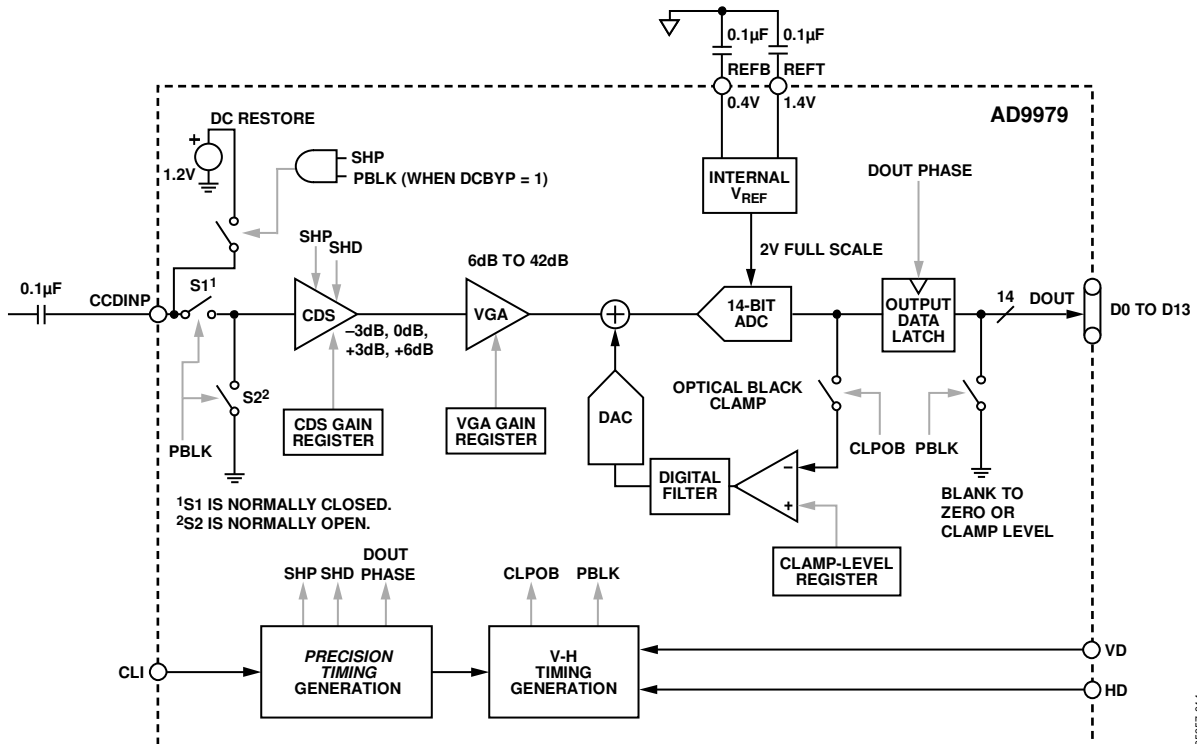 0.1µF
0.1µF
REFB
REFT
0.4V
1.4V
AD9979
DC RESTORE
+
1.2V
SHP
PBLK (WHEN DCBYP = 1)
INTERNAL
VREF
DOUT PHASE
2V FULL SCALE
SHP
SHD
6dB TO 42dB
0.1µF
CCDINP
S1¹
CDS
–3dB, 0dB,
+3dB, +6dB
VGA
+
14-BIT
ADC
OUTPUT
DATA
LATCH
14
DOUT
D0 TO D13
S2²
PBLK
CDS GAIN
REGISTER
VGA GAIN
REGISTER
DAC
OPTICAL BLACK
CLAMP
CLPOB
PBLK
DIGITAL
FILTER
–
+
BLANK TO
ZERO OR
CLAMP LEVEL
¹S1 IS NORMALLY CLOSED.
²S2 IS NORMALLY OPEN.
CLAMP-LEVEL
REGISTER
SHP
SHD
DOUT
PHASE
CLPOB
PBLK
CLI
PRECISION
TIMING
GENERATION
V-H
TIMING
GENERATION
VD
HD